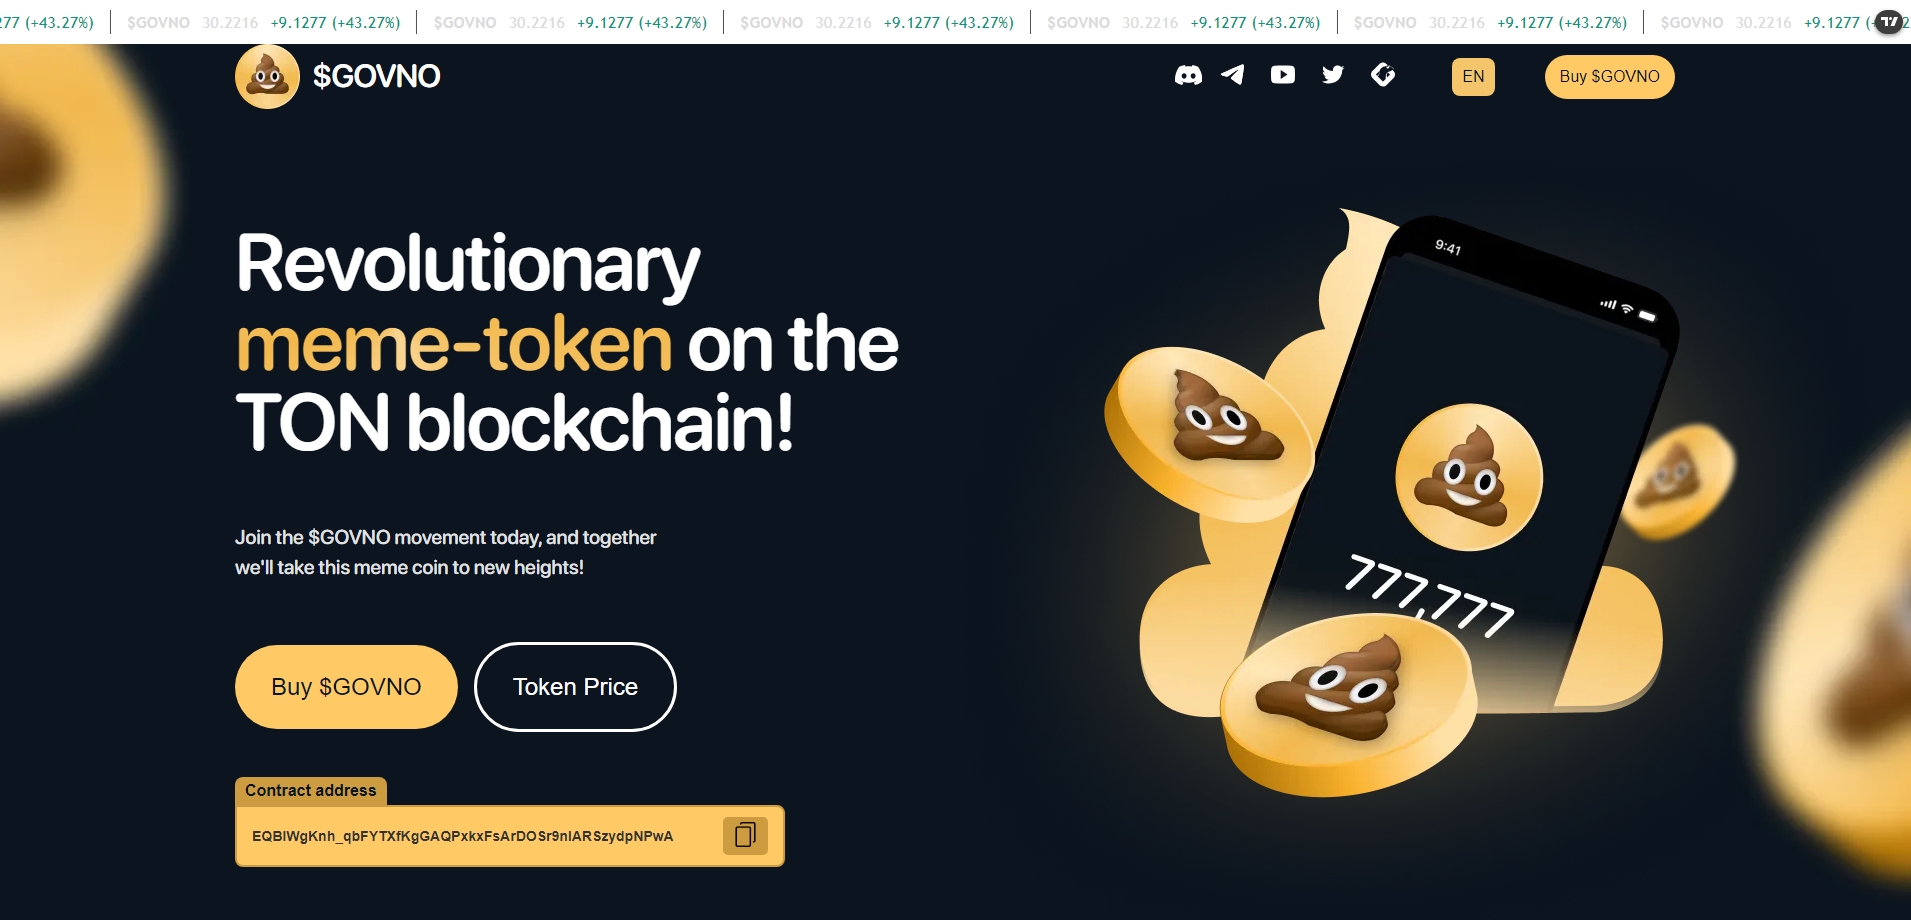 277 (+43.27%) $GOVNO 30.2216 +9.1277 (+43.27%) $GOVNO 30.2216 +9.1277 (+43.27%) $GOVNO 30.2216 +9.1277 (+43.27%) $GOVNO 30.2216 +9.1277 (+43.27%) $GOVNO 30.2216 +9.1277 (+43.27%) $GOVNO 30.2216
$GOVNO EN Buy $GOVNO
Revolutionary
meme-token on the
TON blockchain!
9:41
Join the $GOVNO movement today, and together
we'll take this meme coin to new heights!
777,777
Buy $GOVNO Token Price
Contract address
EQBlWgKnh_qbFYTXfKgGAQPxkxFsArDOSr9nlARSzydpNPwA